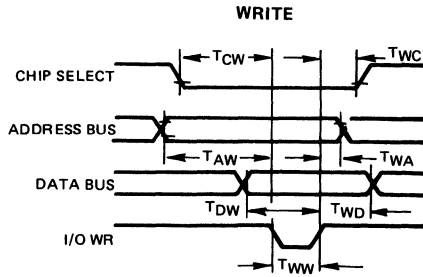 WRITE
TCW
TWC
CHIP SELECT
ADDRESS BUS
TAW
TWA
DATA BUS
TDW
TWD
I/O WR
TWW